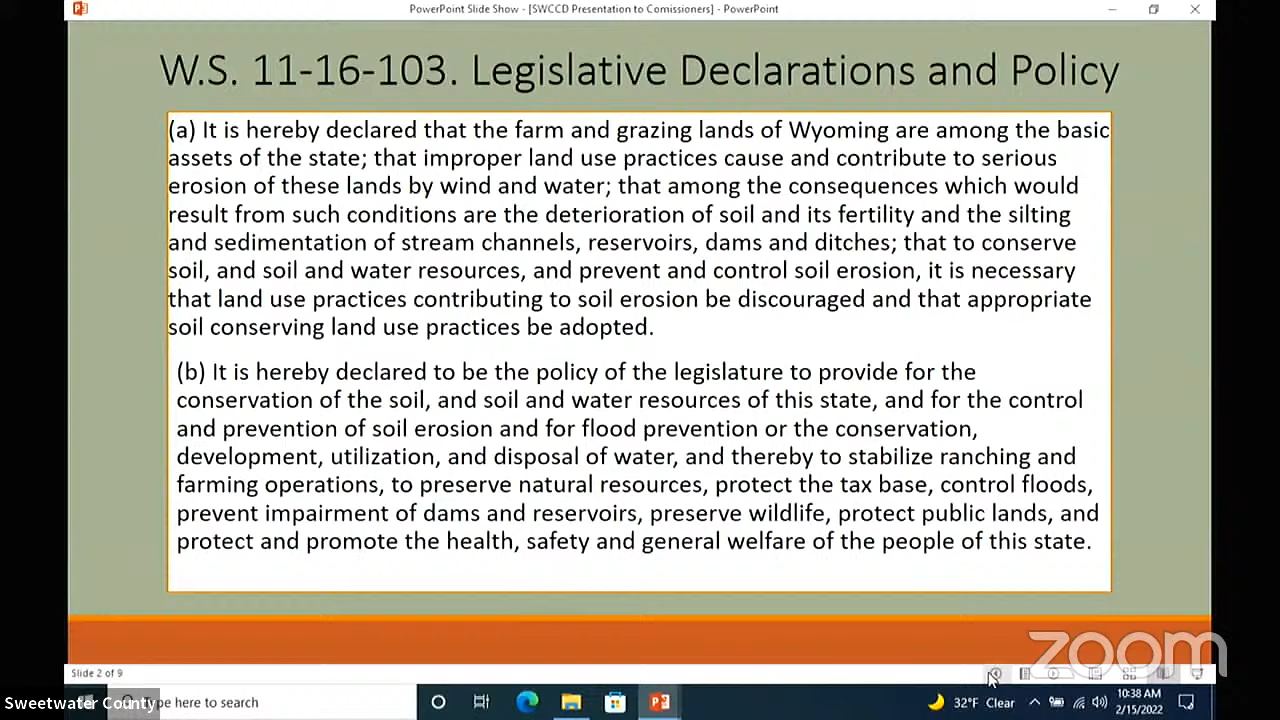 PowerPoint Slide Show - [SWCCD Presentation to Comissioners] - PowerPoint
W.S. 11-16-103. Legislative Declarations and Policy
(a) It is hereby declared that the farm and grazing lands of Wyoming are among the basic
assets of the state; that improper land use practices cause and contribute to serious
erosion of these lands by wind and water; that among the consequences which would
result from such conditions are the deterioration of soil and its fertility and the silting
and sedimentation of stream channels, reservoirs, dams and ditches; that to conserve
soil, and soil and water resources, and prevent and control soil erosion, it is necessary
that land use practices contributing to soil erosion be discouraged and that appropriate
soil conserving land use practices be adopted.
(b) It is hereby declared to be the policy of the legislature to provide for the
conservation of the soil, and soil and water resources of this state, and for the control
and prevention of soil erosion and for flood prevention or the conservation,
development, utilization, and disposal of water, and thereby to stabilize ranching and
farming operations, to preserve natural resources, protect the tax base, control floods,
prevent impairment of dams and reservoirs, preserve wildlife, protect public lands, and
protect and promote the health, safety and general welfare of the people of this state.
zoom
Slide 2 of 9
Sweetwater County
ype here to search
32°F Clear
10:38 AM
2/15/2022